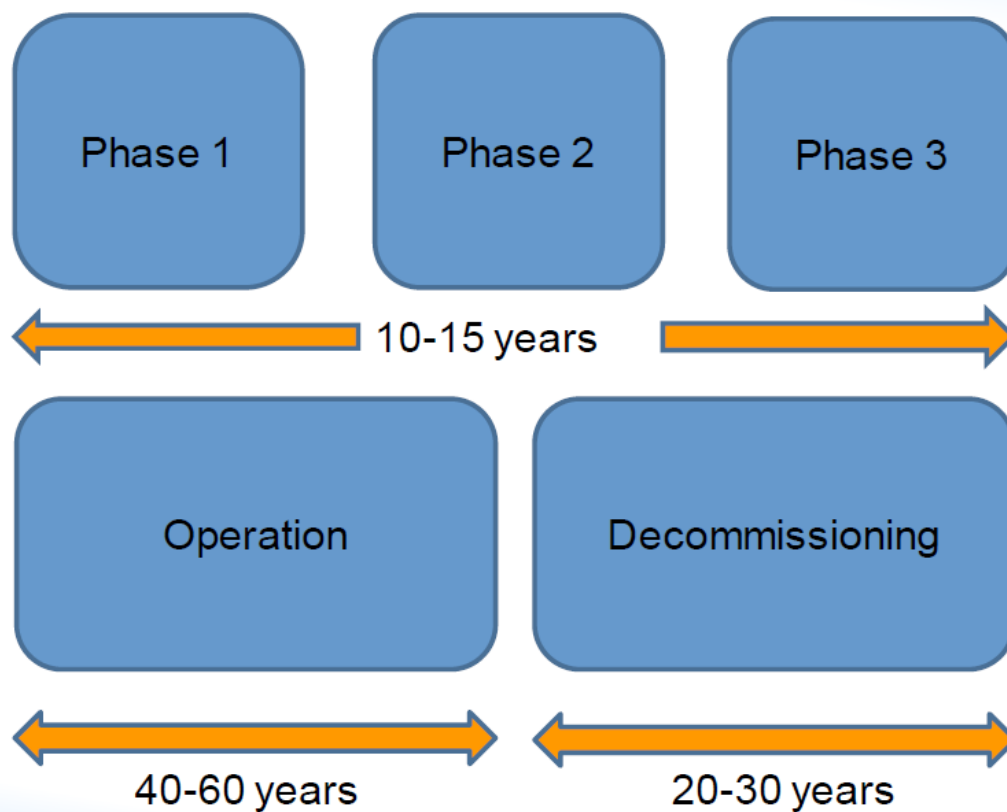 Phase 1
Phase 2
Phase 3
10-15 years
Operation
Decommissioning
40-60 years
20-30 years